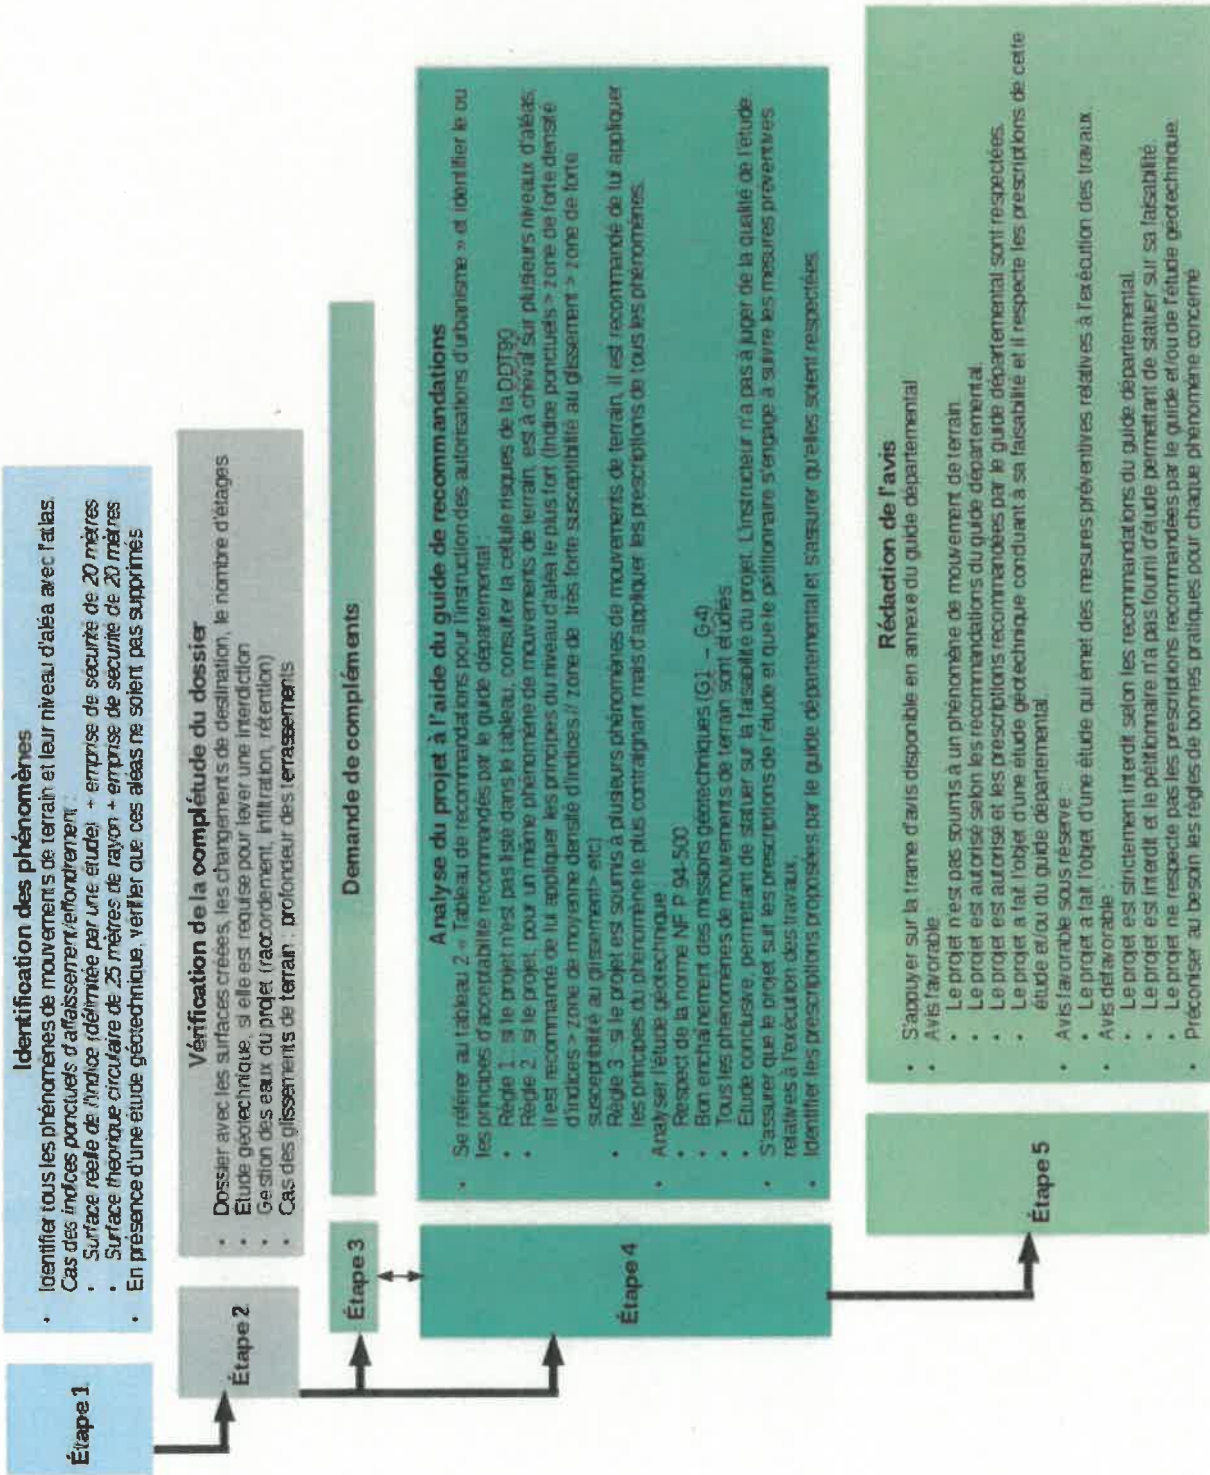 Étape 1
Identification des phénomènes
• Identifier tous les phénomènes de mouvements de terrain et leur niveau d'aléa avec l'atlas.
Cas des indices ponctuels d'affaissement/effondrement :
• Surface réelle de l'indice (délimitée par une étude) + emprise de sécurité de 20 mètres
• Surface théorique circulaire de 25 mètres de rayon + emprise de sécurité de 20 mètres
• En présence d'une étude géotechnique, vérifier que ces aléas ne soient pas supprimés
Étape 2
Vérification de la complétude du dossier
• Dossier avec les surfaces créées, les changements de destination, le nombre d'étages
• Étude géotechnique, si elle est requise pour lever une interdiction
• Gestion des eaux du projet (raccordement, infiltration, rétention)
• Cas des glissements de terrain : profondeur des terrassements
Étape 3
Demande de compléments
Étape 4
Analyse du projet à l'aide du guide de recommandations
• Se référer au tableau 2 « Tableau de recommandations pour l'instruction des autorisations d'urbanisme » et identifier le ou
les principes d'acceptabilité recommandés par le guide départemental :
• Règle 1 : si le projet n'est pas listé dans le tableau, consulter la cellule risques de la DDT90
• Règle 2 : si le projet, pour un même phénomène de mouvements de terrain, est à cheval sur plusieurs niveaux d'aléas,
il est recommandé de lui appliquer les principes du niveau d'aléa le plus fort (Indice ponctuels > zone de forte densité
d'indices > zone de moyenne densité d'indices // zone de très forte susceptibilité au glissement > zone de forte
susceptibilité au glissement> etc)
• Règle 3 : si le projet est soumis à plusieurs phénomènes de mouvements de terrain, il est recommandé de lui appliquer
les principes du phénomène le plus contraignant mais d'appliquer les prescriptions de tous les phénomènes.
• Analyser l'étude géotechnique :
• Respect de la norme NF P 94-500
• Bon enchaînement des missions géotechniques (G1 – G4)
• Tous les phénomènes de mouvements de terrain sont étudiés
• Étude conclusive, permettant de statuer sur la faisabilité du projet. L'instructeur n'a pas à juger de la qualité de l'étude.
• S'assurer que le projet suit les prescriptions de l'étude et que le pétitionnaire s'engage à suivre les mesures préventives
relatives à l'exécution des travaux.
• Identifier les prescriptions proposées par le guide départemental et s'assurer qu'elles soient respectées.
Étape 5
Rédaction de l'avis
• S'appuyer sur la trame d'avis disponible en annexe du guide départemental
• Avis favorable :
• Le projet n'est pas soumis à un phénomène de mouvement de terrain.
• Le projet est autorisé selon les recommandations du guide départemental.
• Le projet est autorisé et les prescriptions recommandées par le guide départemental sont respectées.
• Le projet a fait l'objet d'une étude géotechnique concluant à sa faisabilité et il respecte les prescriptions de cette
étude et/ou du guide départemental.
• Avis favorable sous réserve :
• Le projet a fait l'objet d'une étude qui émet des mesures préventives relatives à l'exécution des travaux.
• Avis défavorable :
• Le projet est strictement interdit selon les recommandations du guide départemental.
• Le projet est interdit et le pétitionnaire n'a pas fourni d'étude permettant de statuer sur sa faisabilité.
• Le projet ne respecte pas les prescriptions recommandées par le guide et/ou de l'étude géotechnique.
• Préconiser au besoin les règles de bonnes pratiques pour chaque phénomène concerné